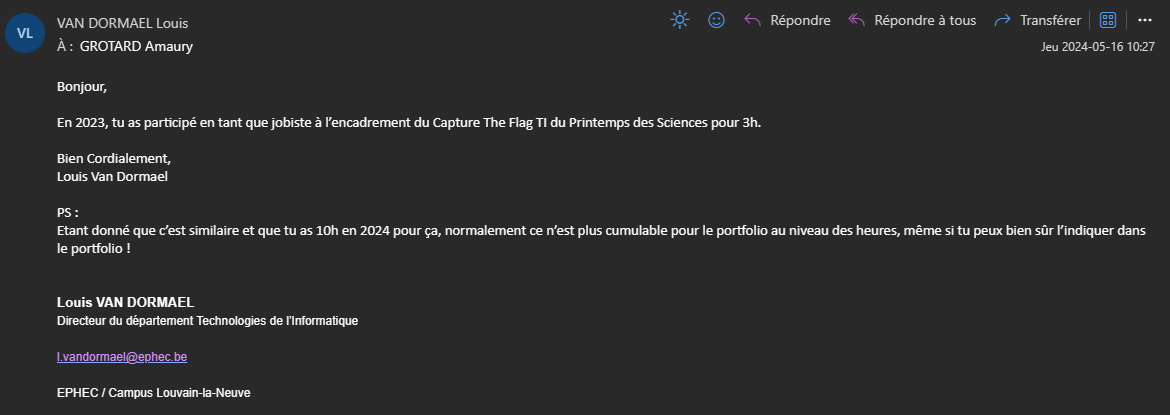 VL
VAN DORMAEL Louis
Répondre
Répondre à tous
Transférer
À : GROTARD Amaury
Jeu 2024-05-16 10:27
Bonjour,
En 2023, tu as participé en tant que jobiste à l’encadrement du Capture The Flag TI du Printemps des Sciences pour 3h.
Bien Cordialement,
Louis Van Dormael
PS :
Etant donné que c’est similaire et que tu as 10h en 2024 pour ça, normalement ce n’est plus cumulable pour le portfolio au niveau des heures, même si tu peux bien sûr l’indiquer dans
le portfolio !
Louis VAN DORMAEL
Directeur du département Technologies de l’Informatique
l.vandormael@ephec.be
EPHEC / Campus Louvain-la-Neuve